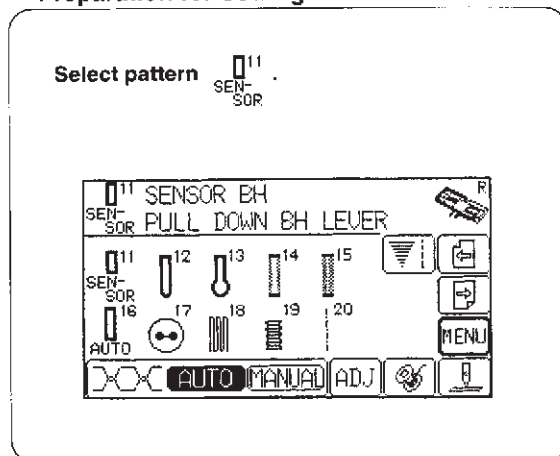 Select pattern 11 SEN-SOR .
11 SENSOR BH R
SEN-SOR PULL DOWN BH LEVER
11 SEN-SOR 12 13 14 15
16 AUTO 17 18 19 20
MENU
AUTO MANUAL ADJ